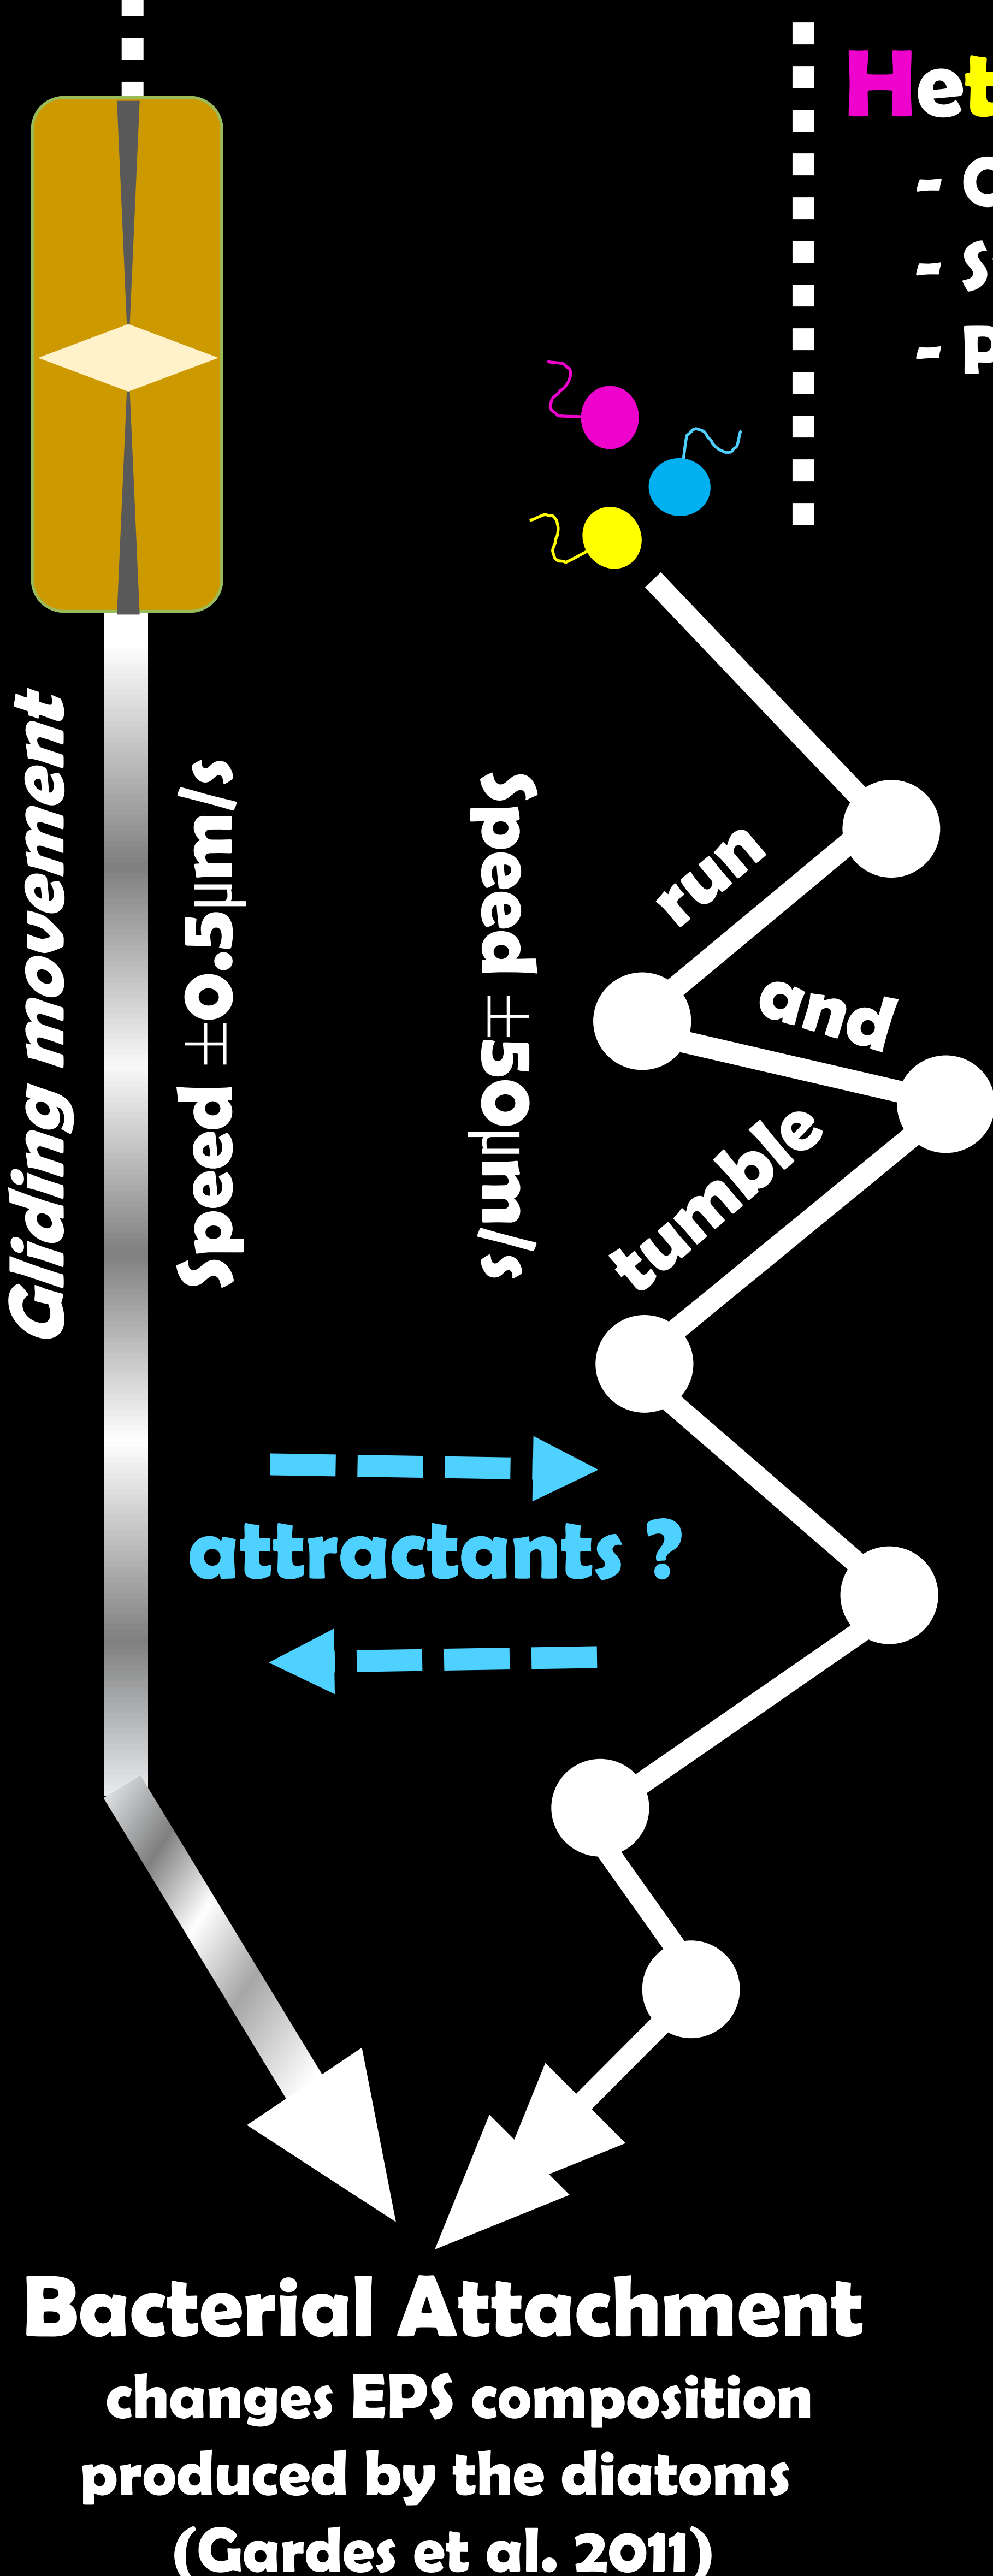 Het
- s
- p
Gliding movement
Speed ±0.5µm/s
Speed ±50µm/s
run
and
tumble
attractants ?
Bacterial Attachment
changes EPS composition
produced by the diatoms
(Gardes et al. 2011)